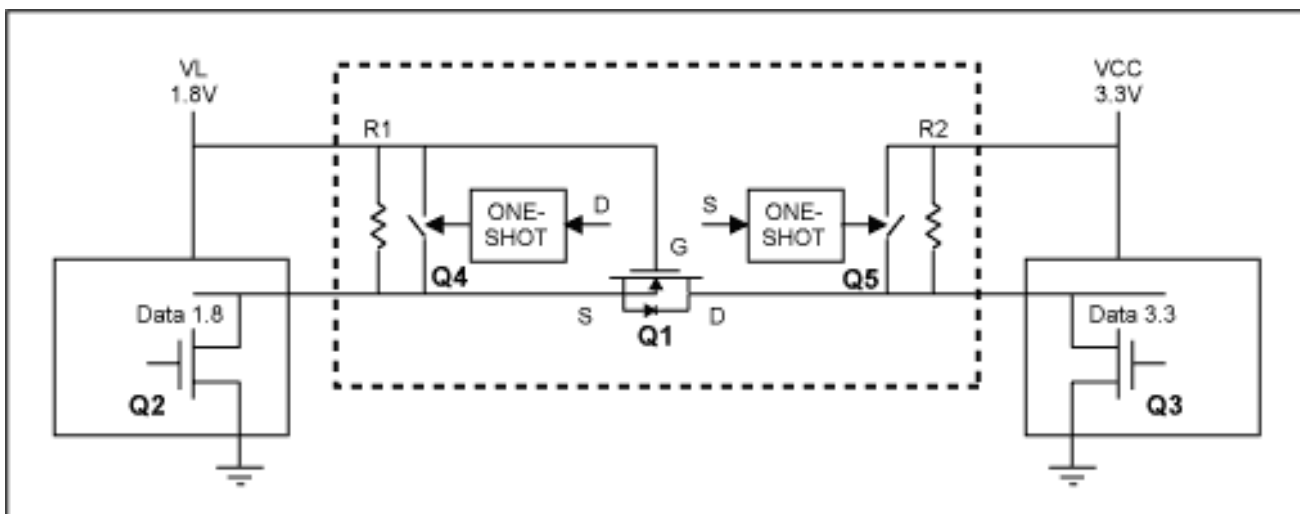 VL
1.8V
VCC
3.3V
R1
R2
ONE-
SHOT
D
S
ONE-
SHOT
G
Q4
Q5
S
D
Q1
Data 1.8
Data 3.3
Q2
Q3